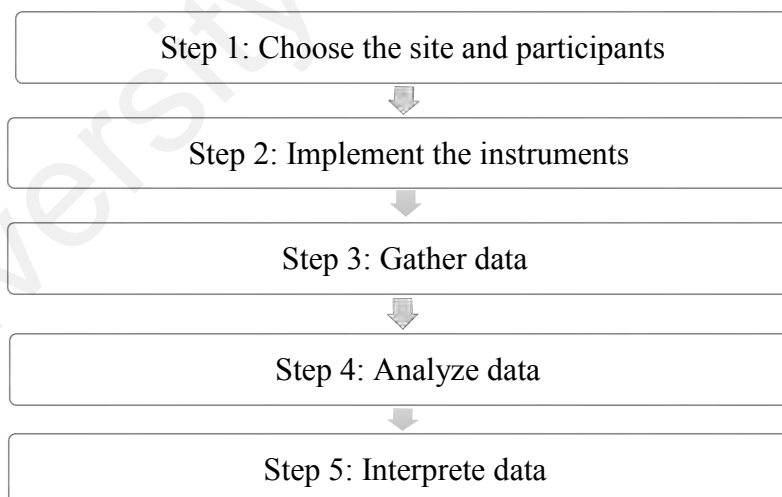 Step 1: Choose the site and participants
Step 2: Implement the instruments
Step 3: Gather data
Step 4: Analyze data
Step 5: Interprete data